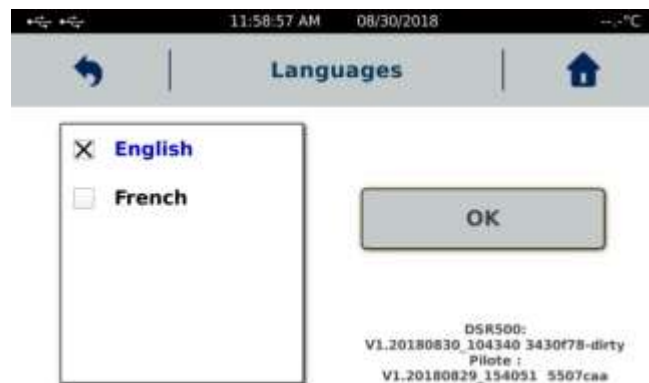 11:58:57 AM 08/30/2018 --.-°C
Languages
English
French
OK
DSR500:
V1.20180830_104340 3430f78-dirty
Pilote :
V1.20180829_154051 5507caa